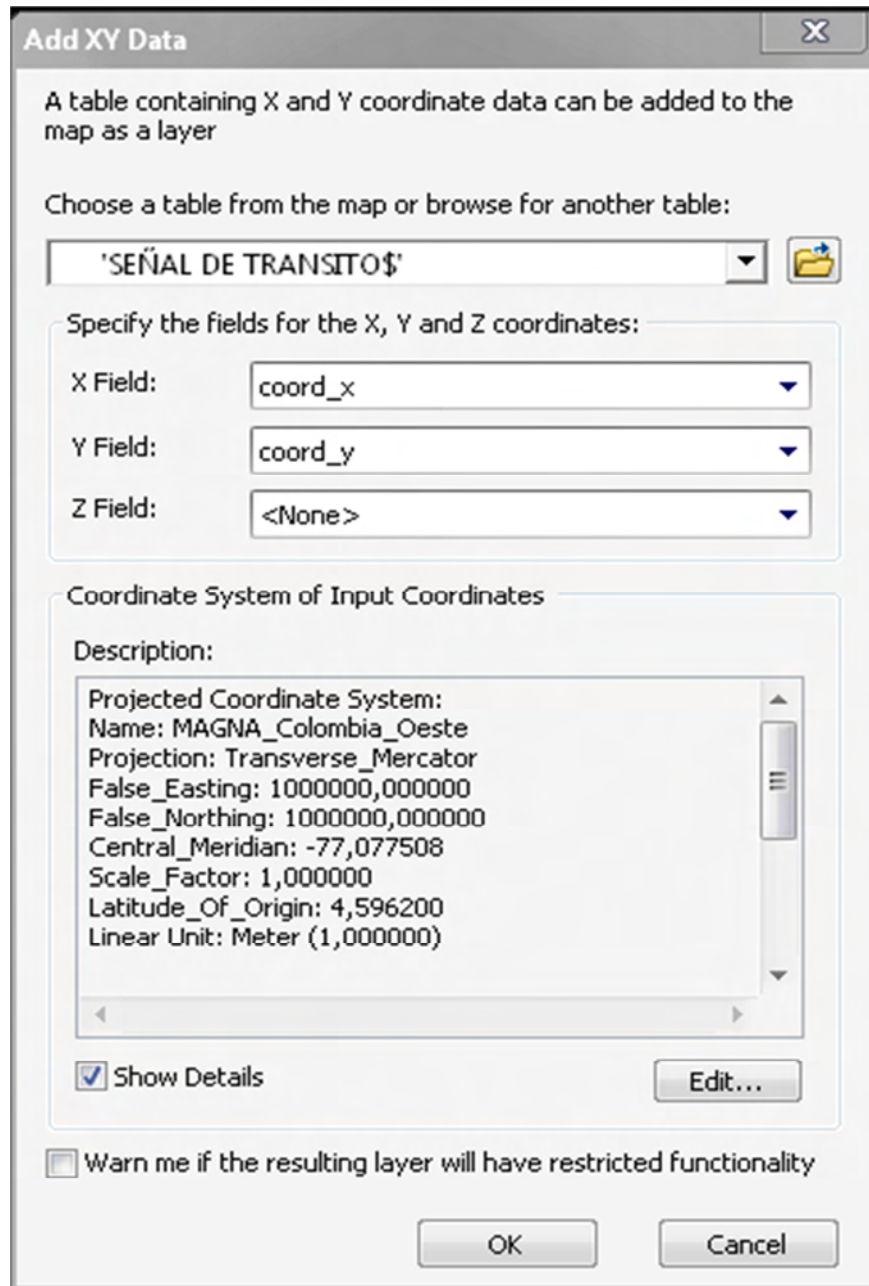 Add XY Data
A table containing X and Y coordinate data can be added to the
map as a layer
Choose a table from the map or browse for another table:
'SEÑAL DE TRANSITO$'
Specify the fields for the X, Y and Z coordinates:
X Field: coord_x
Y Field: coord_y
Z Field: <None>
Coordinate System of Input Coordinates
Description:
Projected Coordinate System:
Name: MAGNA_Colombia_Oeste
Projection: Transverse_Mercator
False_Easting: 1000000,000000
False_Northing: 1000000,000000
Central_Meridian: -77,077508
Scale_Factor: 1,000000
Latitude_Of_Origin: 4,596200
Linear Unit: Meter (1,000000)
Show Details Edit...
Warn me if the resulting layer will have restricted functionality
OK Cancel